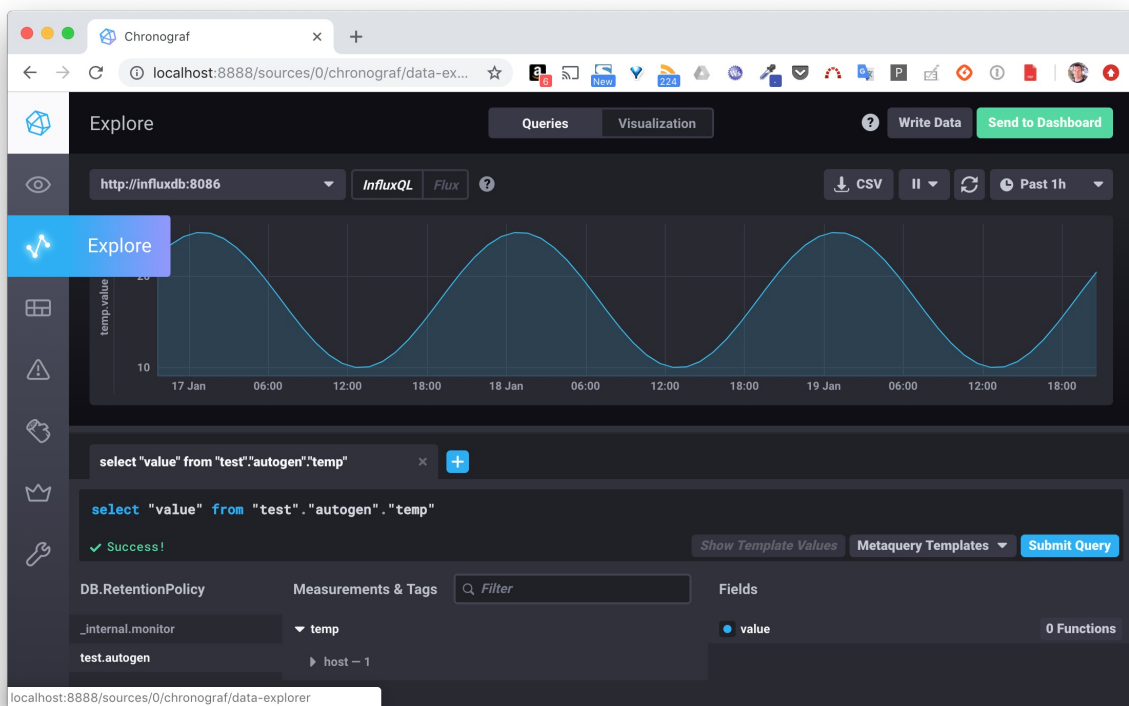 Chronograf
localhost:8888/sources/0/chronograf/data-ex...
6
New
224
P
Explore
Queries
Visualization
Write Data
Send to Dashboard
http://influxdb:8086
InfluxQL
Flux
CSV
Past 1h
Explore
20
temp.value
10
17 Jan
06:00
12:00
18:00
18 Jan
06:00
12:00
18:00
19 Jan
06:00
12:00
18:00
select "value" from "test"."autogen"."temp"
select "value" from "test"."autogen"."temp"
Success!
Show Template Values
Metaquery Templates
Submit Query
DB.RetentionPolicy
Measurements & Tags
Filter
Fields
_internal.monitor
temp
value
0 Functions
test.autogen
host — 1
localhost:8888/sources/0/chronograf/data-explorer